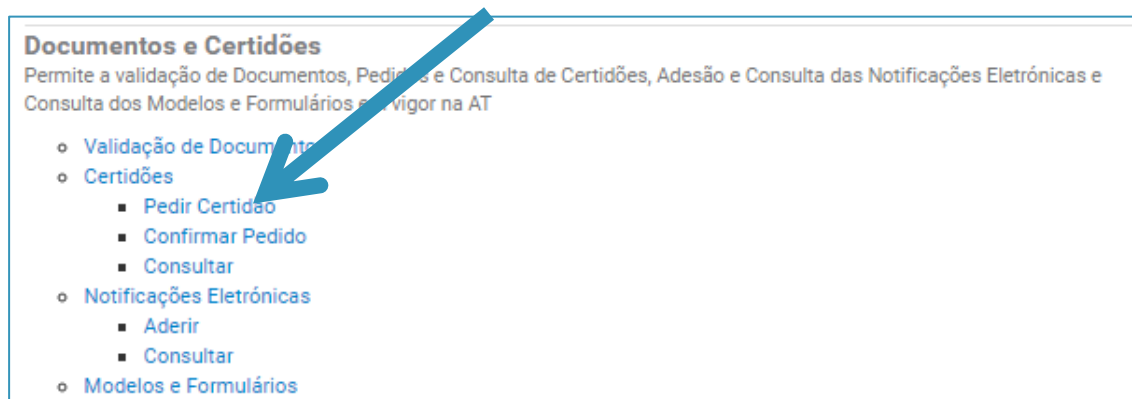 Documentos e Certidões
Permite a validação de Documentos, Pedidos e Consulta de Certidões, Adesão e Consulta das Notificações Eletrónicas e
Consulta dos Modelos e Formulários em vigor na AT
Validação de Documentos
Certidões
Pedir Certidão
Confirmar Pedido
Consultar
Notificações Eletrónicas
Aderir
Consultar
Modelos e Formulários